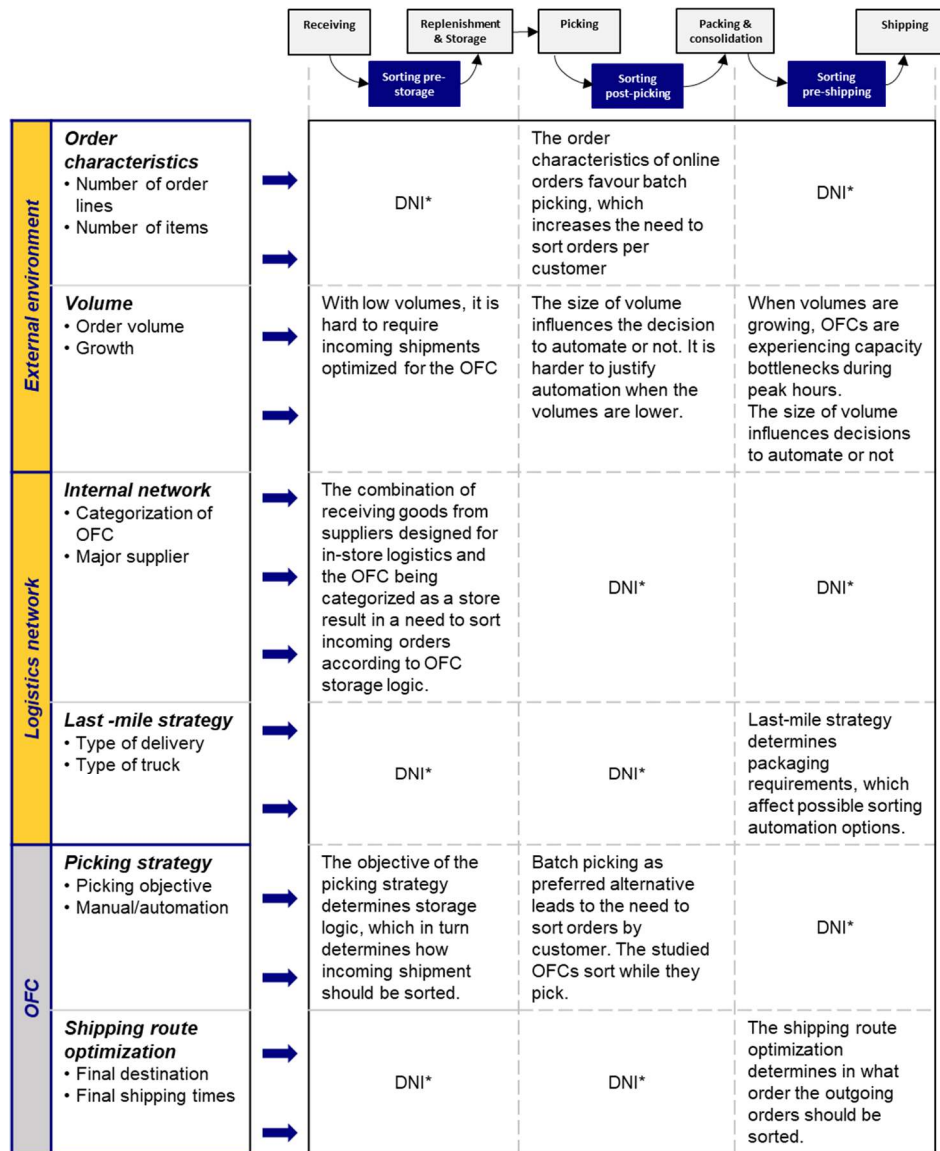 Receiving
Replenishment
& Storage
Picking
Packing &
consolidation
Shipping
Sorting pre-
storage
Sorting
post-picking
Sorting
pre-shipping
External environment
Order
characteristics
• Number of order
lines
• Number of items
DNI*
The order
characteristics of online
orders favour batch
picking, which
increases the need to
sort orders per
customer
DNI*
Volume
• Order volume
• Growth
With low volumes, it is
hard to require
incoming shipments
optimized for the OFC
The size of volume
influences the decision
to automate or not. It is
harder to justify
automation when the
volumes are lower.
When volumes are
growing, OFCs are
experiencing capacity
bottlenecks during
peak hours.
The size of volume
influences decisions
to automate or not
Logistics network
Internal network
• Categorization of
OFC
• Major supplier
The combination of
receiving goods from
suppliers designed for
in-store logistics and
the OFC being
categorized as a store
result in a need to sort
incoming orders
according to OFC
storage logic.
DNI*
DNI*
Last -mile strategy
• Type of delivery
• Type of truck
DNI*
DNI*
Last-mile strategy
determines
packaging
requirements, which
affect possible sorting
automation options.
OFC
Picking strategy
• Picking objective
• Manual/automation
The objective of the
picking strategy
determines storage
logic, which in turn
determines how
incoming shipment
should be sorted.
Batch picking as
preferred alternative
leads to the need to
sort orders by
customer. The studied
OFCs sort while they
pick.
DNI*
Shipping route
optimization
• Final destination
• Final shipping times
DNI*
DNI*
The shipping route
optimization
determines in what
order the outgoing
orders should be
sorted.